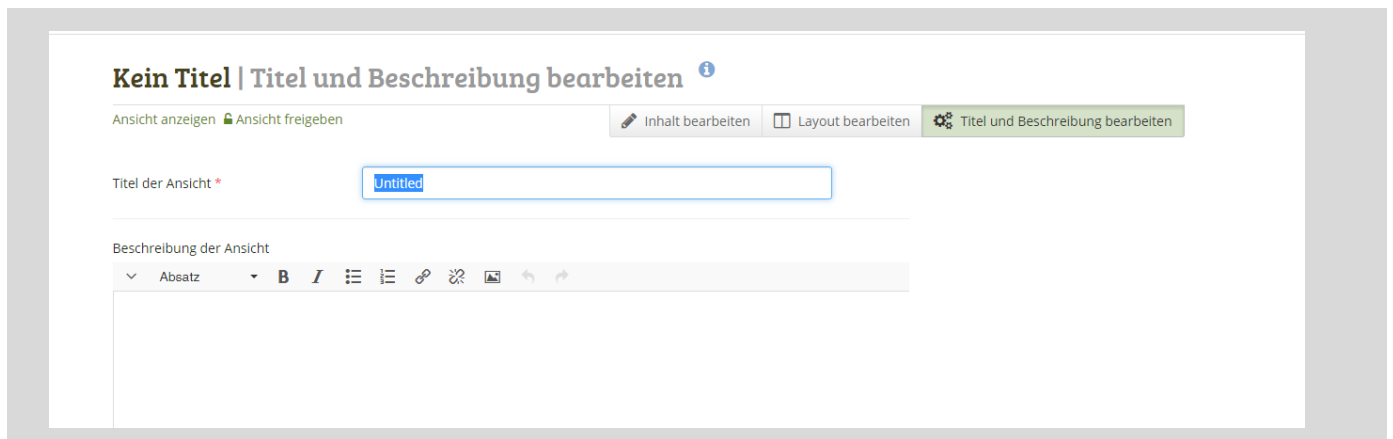 Kein Titel | Titel und Beschreibung bearbeiten
Ansicht anzeigen Ansicht freigeben
Inhalt bearbeiten Layout bearbeiten Titel und Beschreibung bearbeiten
Titel der Ansicht * Untitled
Beschreibung der Ansicht
Absatz B I